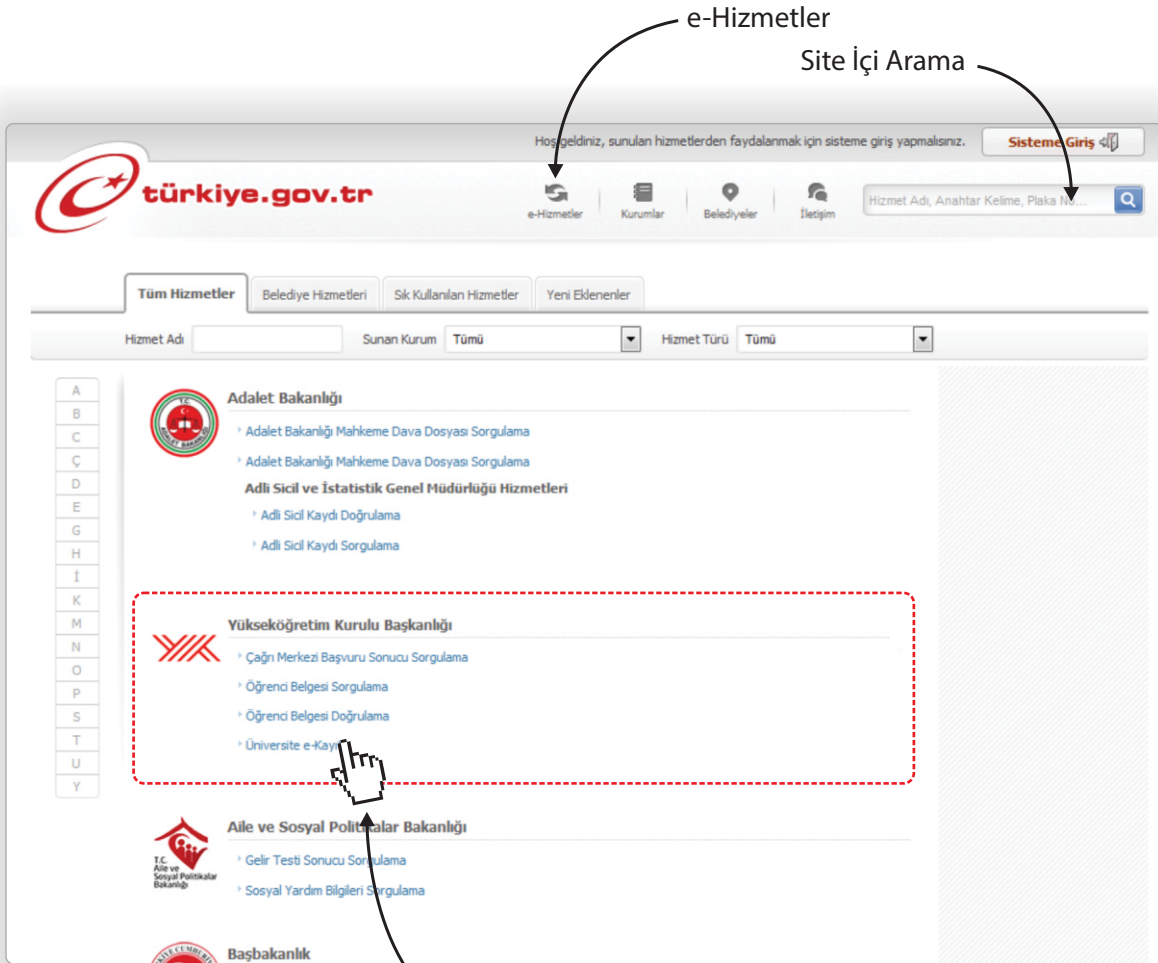 e-Hizmetler
Site İçi Arama
Hoş geldiniz, sunulan hizmetlerden faydalanmak için sisteme giriş yapmalısınız.
Sisteme Giriş
türkiye.gov.tr
e-Hizmetler
Kurumlar
Belediyeler
İletişim
Hizmet Adı, Anahtar Kelime, Plaka No...
Tüm Hizmetler
Belediye Hizmetleri
Sık Kullanılan Hizmetler
Yeni Eklenenler
Hizmet Adı
Sunan Kurum
Tümü
Hizmet Türü
Tümü
A
B
C
Ç
D
E
G
H
İ
K
M
N
O
P
S
T
U
Y
T.C.
ADALET BAKANLIĞI
Adalet Bakanlığı
Adalet Bakanlığı Mahkeme Dava Dosyası Sorgulama
Adalet Bakanlığı Mahkeme Dava Dosyası Sorgulama
Adli Sicil ve İstatistik Genel Müdürlüğü Hizmetleri
Adli Sicil Kaydı Doğrulama
Adli Sicil Kaydı Sorgulama
Yükseköğretim Kurulu Başkanlığı
Çağrı Merkezi Başvuru Sonucu Sorgulama
Öğrenci Belgesi Sorgulama
Öğrenci Belgesi Doğrulama
Üniversite e-Kayıt
T.C.
Aile ve
Sosyal Politikalar
Bakanlığı
Aile ve Sosyal Politikalar Bakanlığı
Gelir Testi Sonucu Sorgulama
Sosyal Yardım Bilgileri Sorgulama
Başbakanlık